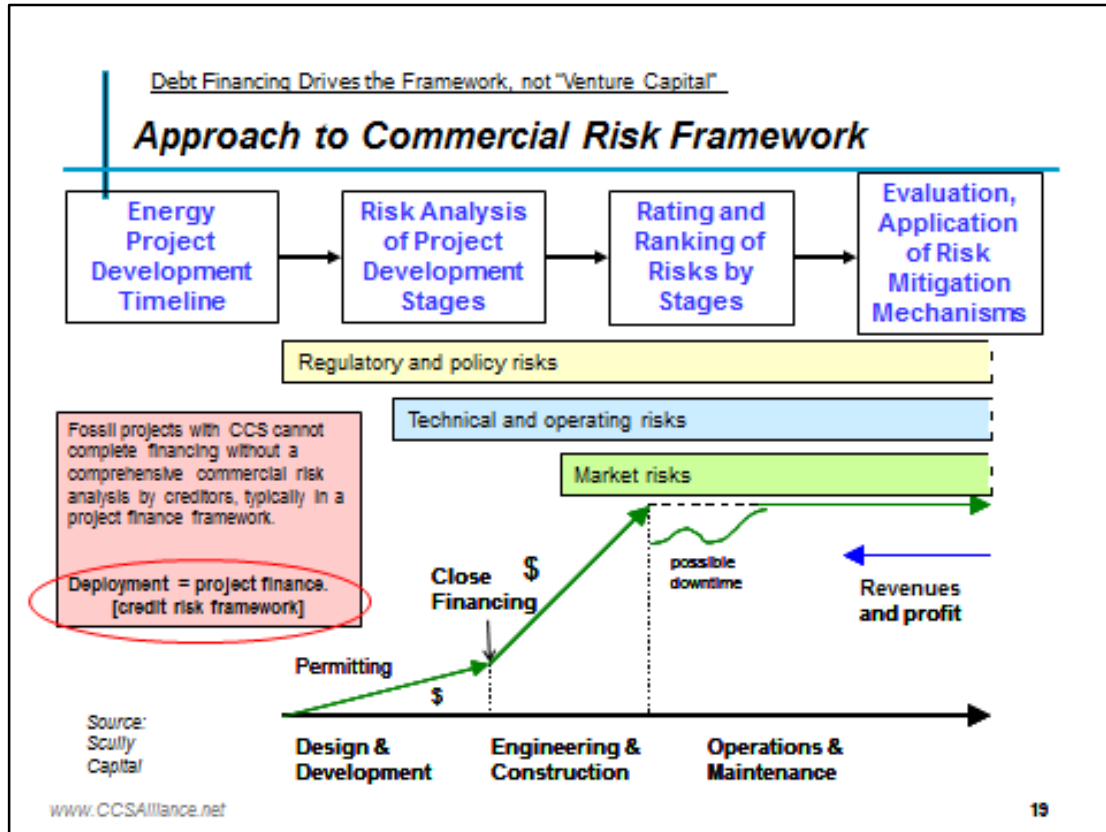 Debt Financing Drives the Framework, not "Venture Capital"
Approach to Commercial Risk Framework
Energy
Project
Development
Timeline
Risk Analysis
of Project
Development
Stages
Rating and
Ranking of
Risks by
Stages
Evaluation,
Application
of Risk
Mitigation
Mechanisms
Regulatory and policy risks
Technical and operating risks
Market risks
Fossil projects with CCS cannot
complete financing without a
comprehensive commercial risk
analysis by creditors, typically in a
project finance framework.
Deployment = project finance.
[credit risk framework]
Close
Financing
$
possible
downtime
Revenues
and profit
Permitting
$
Source:
Scully
Capital
Design &
Development
Engineering &
Construction
Operations &
Maintenance
www.CCSAlliance.net
19